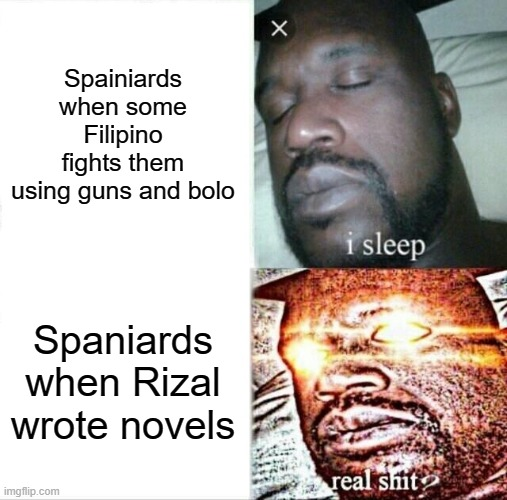 Spainiards
when some
Filipino
fights them
using guns and bolo
i sleep
Spaniards
when Rizal
wrote novels
real shit?
imgflip.com